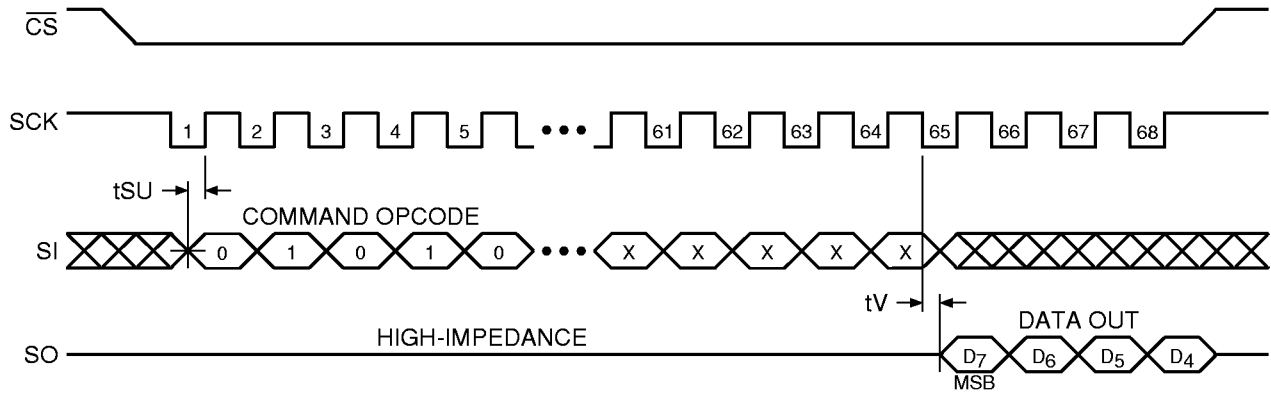 CS
SCK 1 2 3 4 5 ••• 61 62 63 64 65 66 67 68
tSU
COMMAND OPCODE
SI 0 1 0 1 0 ••• X X X X X
tV
HIGH-IMPEDANCE DATA OUT
SO D7 D6 D5 D4
MSB